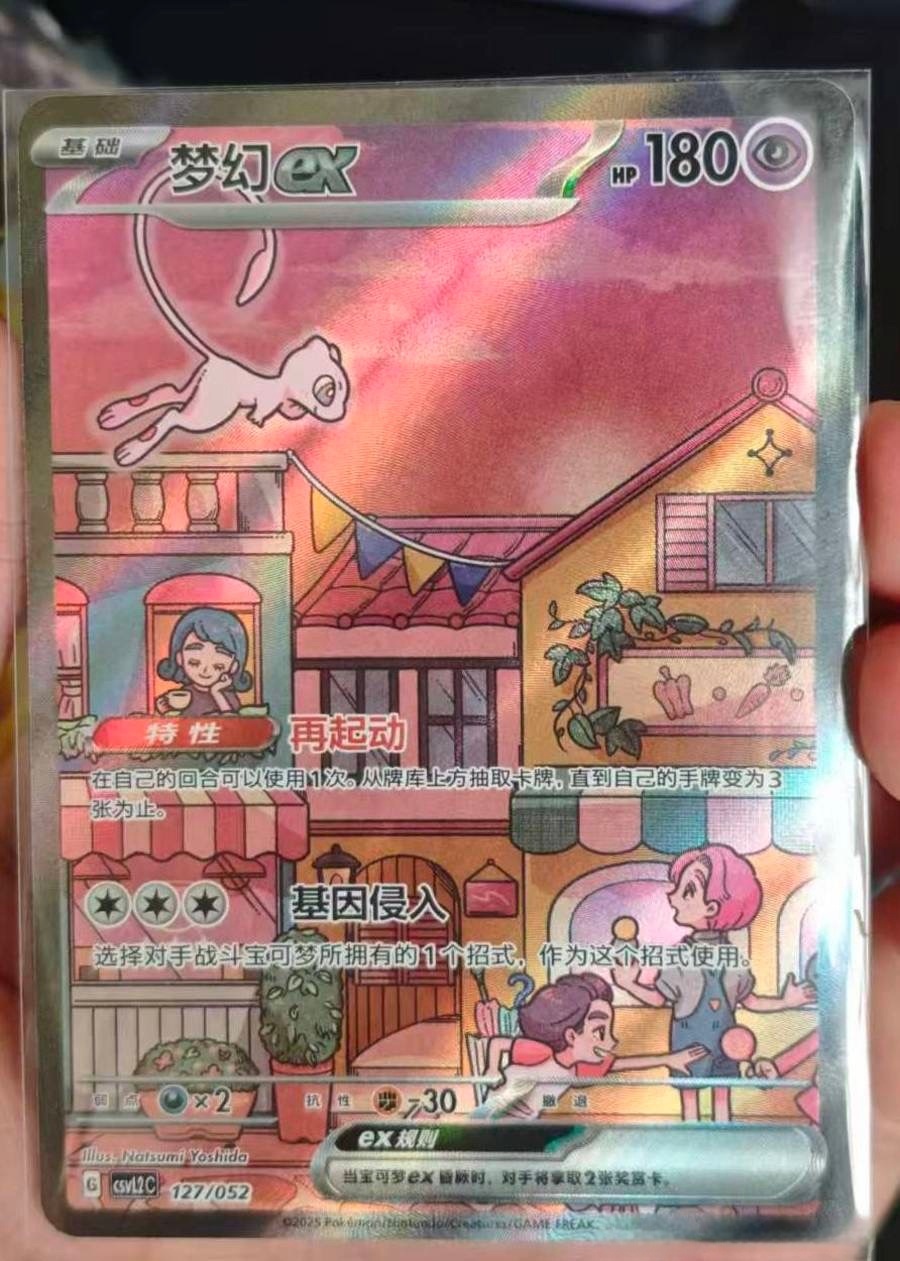 基础
梦幻ex
HP 180
特性 再起动
在自己的回合可以使用1次。从牌库上方抽取卡牌，直到自己的手牌变为3
张为止。
基因侵入
选择对手战斗宝可梦所拥有的1个招式，作为这个招式使用。
弱点 ×2 抗性 -30 撤退
ex规则
当宝可梦ex昏厥时，对手将拿取2张奖赏卡。
Illus. Natsumi Yoshida
G CSVL2C 127/052
©2025 Pokémon/Nintendo/Creatures/GAME FREAK.